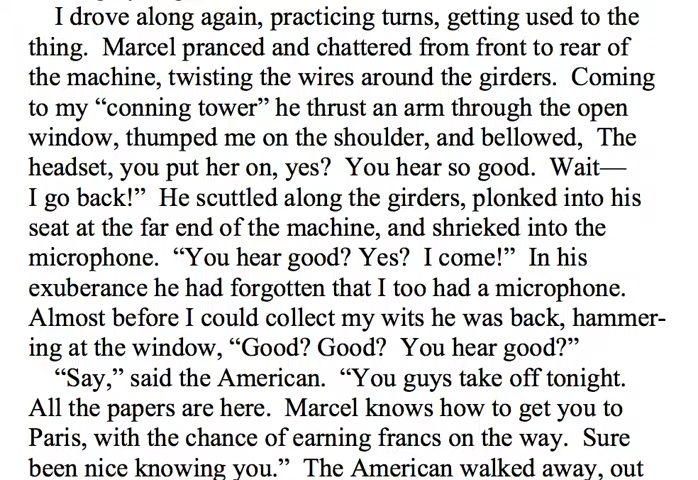 I drove along again, practicing turns, getting used to the
thing.  Marcel pranced and chattered from front to rear of
the machine, twisting the wires around the girders.  Coming
to my “conning tower” he thrust an arm through the open
window, thumped me on the shoulder, and bellowed,  The
headset, you put her on, yes?  You hear so good.  Wait—
I go back!”  He scuttled along the girders, plonked into his
seat at the far end of the machine, and shrieked into the
microphone.  “You hear good? Yes?  I come!”  In his
exuberance he had forgotten that I too had a microphone.
Almost before I could collect my wits he was back, hammer-
ing at the window, “Good? Good?  You hear good?”
“Say,” said the American.  “You guys take off tonight.
All the papers are here.  Marcel knows how to get you to
Paris, with the chance of earning francs on the way.  Sure
been nice knowing you.”  The American walked away, out